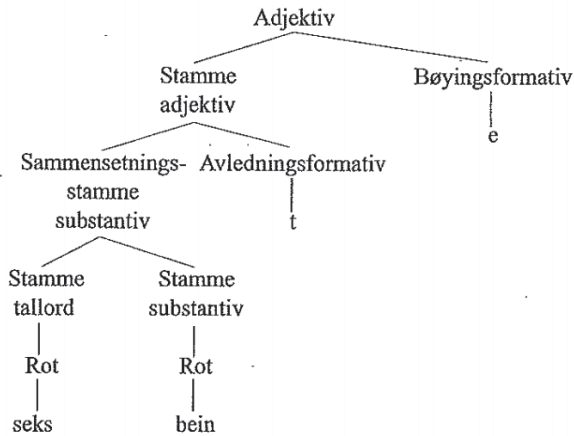 Adjektiv
Stamme Bøyingsformativ
adjektiv
e
Sammensetnings- Avledningsformativ
stamme
substantiv t
Stamme Stamme
tallord substantiv
Rot Rot
seks bein